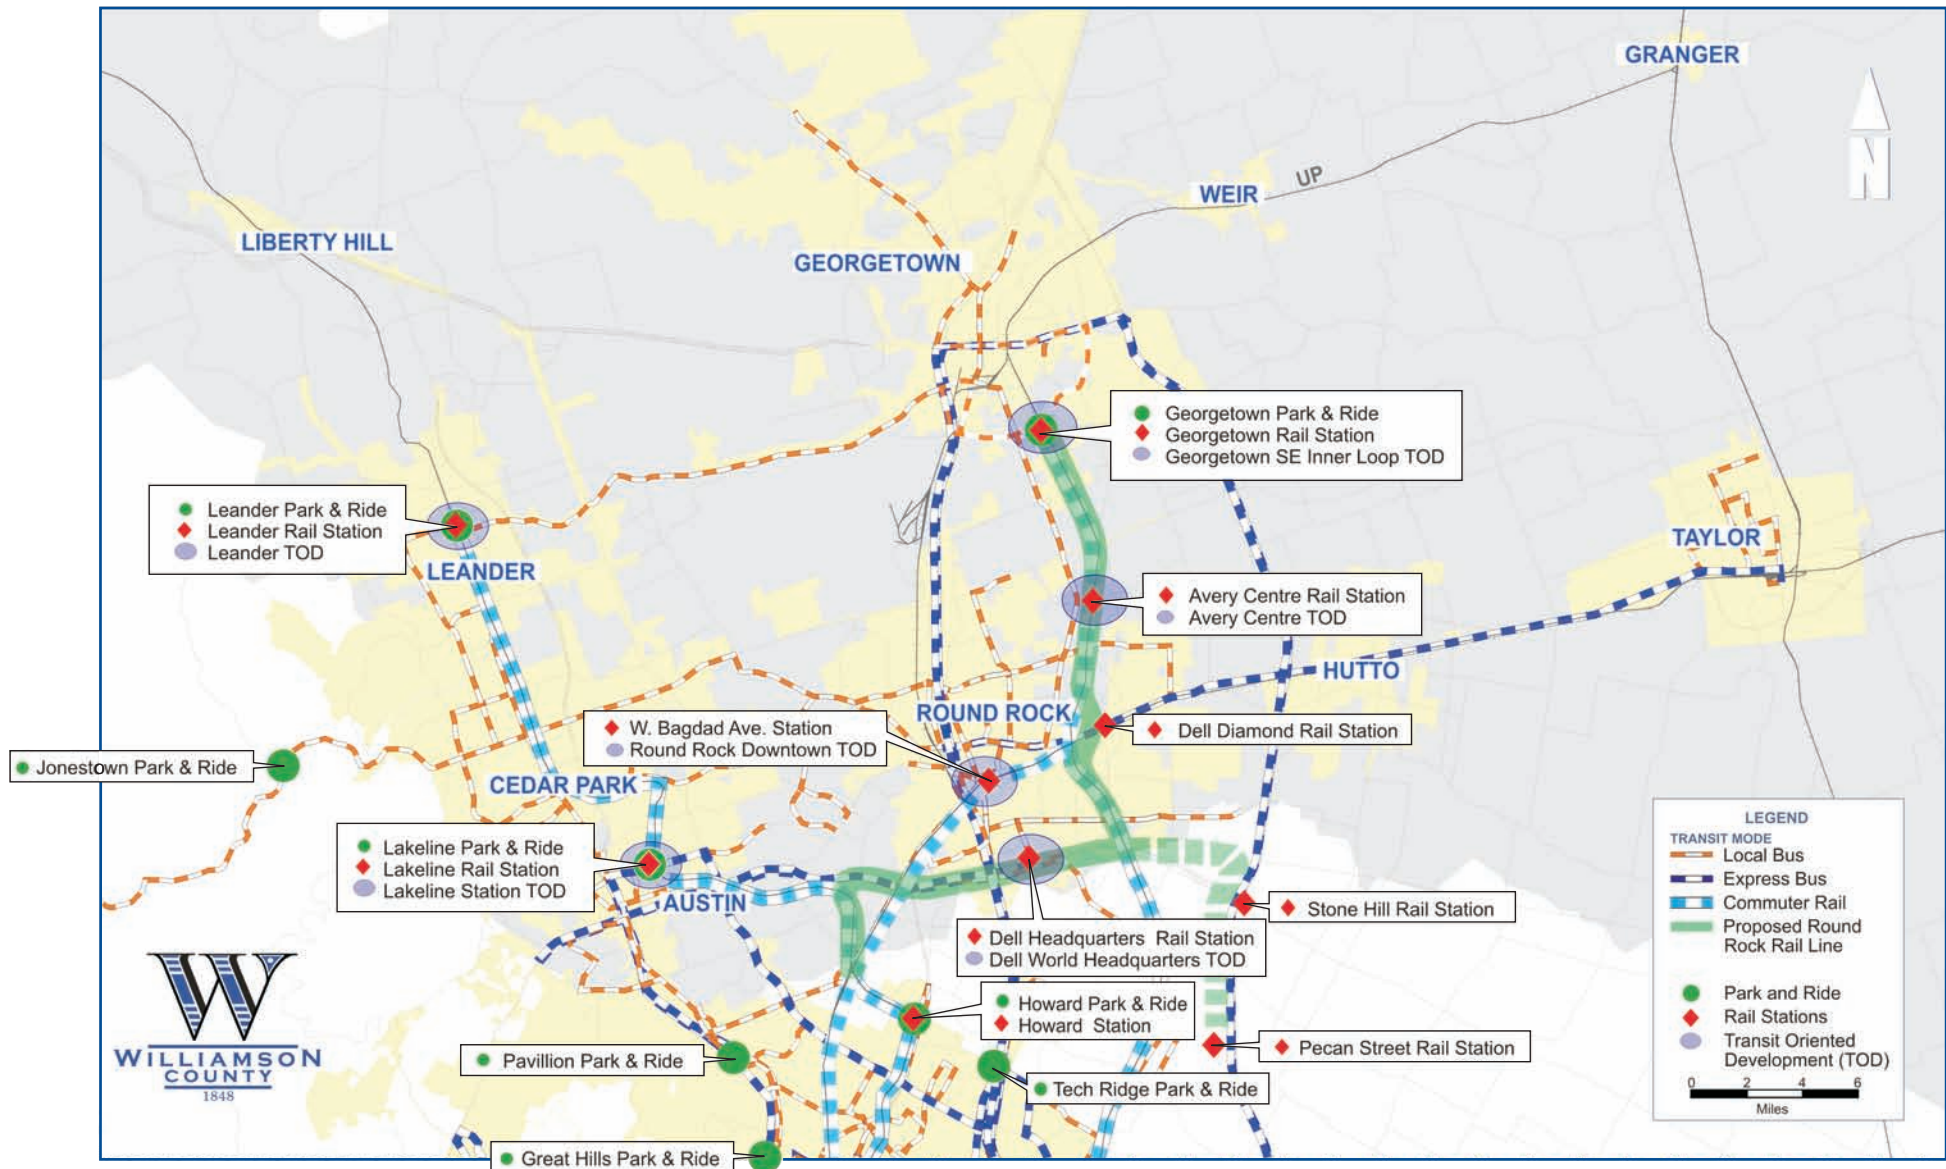 GRANGER
UP
WEIR
LIBERTY HILL
GEORGETOWN
Georgetown Park & Ride
Georgetown Rail Station
Georgetown SE Inner Loop TOD
Leander Park & Ride
Leander Rail Station
Leander TOD
TAYLOR
LEANDER
Avery Centre Rail Station
Avery Centre TOD
HUTTO
ROUND ROCK
W. Bagdad Ave. Station
Round Rock Downtown TOD
Dell Diamond Rail Station
Jonestown Park & Ride
CEDAR PARK
Lakeline Park & Ride
Lakeline Rail Station
Lakeline Station TOD
AUSTIN
Stone Hill Rail Station
Dell Headquarters Rail Station
Dell World Headquarters TOD
Howard Park & Ride
Howard Station
Pavillion Park & Ride
Pecan Street Rail Station
Tech Ridge Park & Ride
Great Hills Park & Ride
LEGEND
TRANSIT MODE
Local Bus
Express Bus
Commuter Rail
Proposed Round
Rock Rail Line
Park and Ride
Rail Stations
Transit Oriented
Development (TOD)
0 2 4 6
Miles
N
W
WILLIAMSON
COUNTY
1848